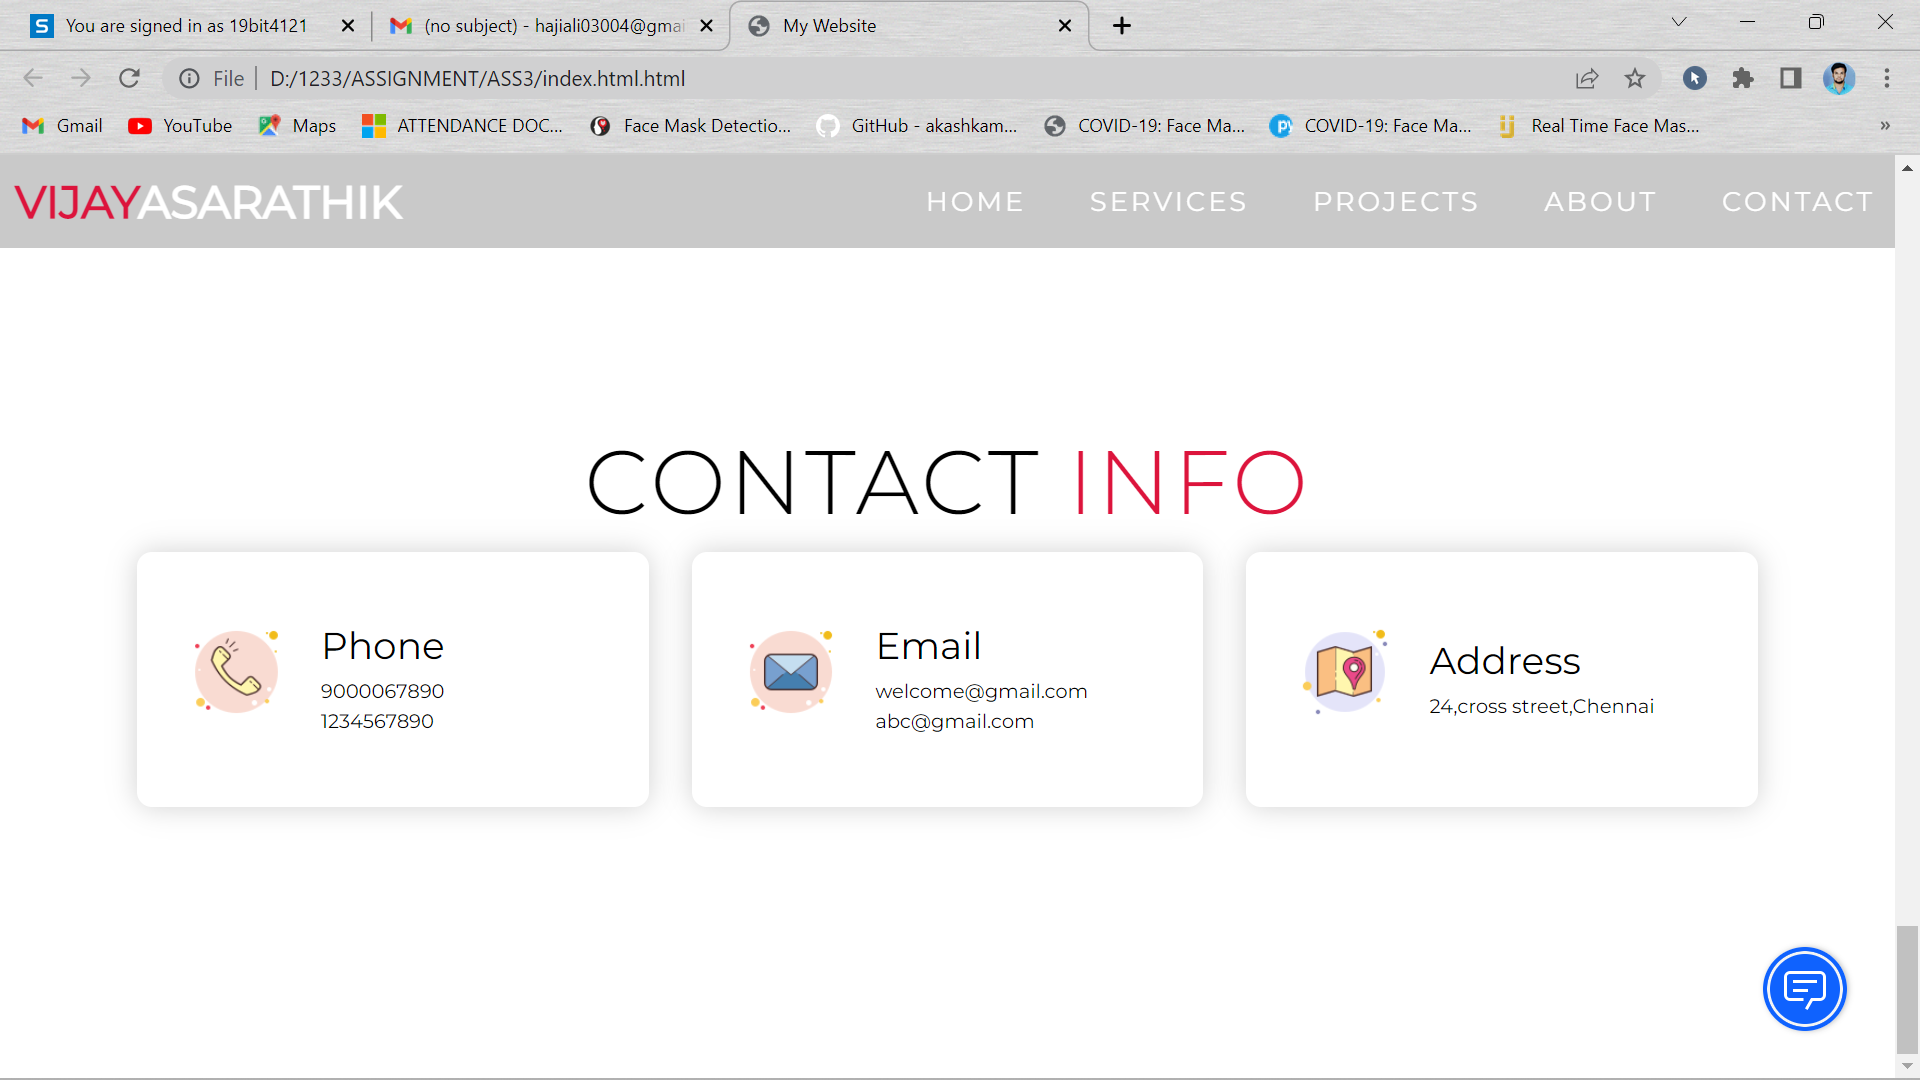 You are signed in as 19bit4121
(no subject) - hajiali03004@gmai
My Website
File
D:/1233/ASSIGNMENT/ASS3/index.html.html
Gmail
YouTube
Maps
ATTENDANCE DOC...
Face Mask Detectio...
GitHub - akashkam...
COVID-19: Face Ma...
COVID-19: Face Ma...
Real Time Face Mas...
»
VIJAYASARATHIK
HOME
SERVICES
PROJECTS
ABOUT
CONTACT
CONTACT INFO
Phone
9000067890
1234567890
Email
welcome@gmail.com
abc@gmail.com
Address
24,cross street,Chennai